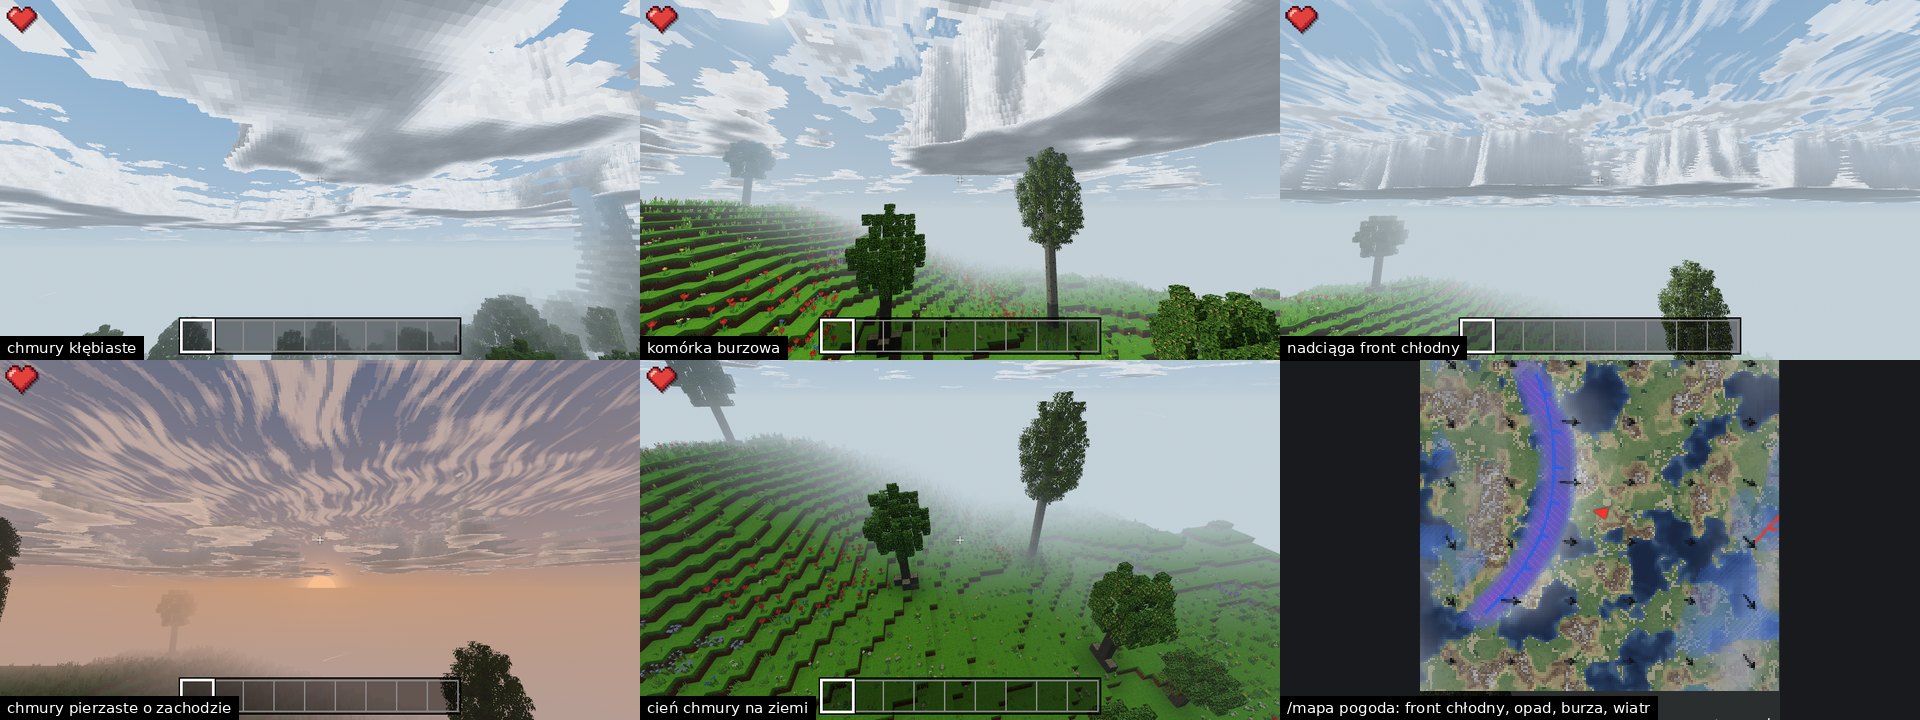 chmury kłębiaste
komórka burzowa
nadciąga front chłodny
chmury pierzaste o zachodzie
cień chmury na ziemi
/mapa pogoda: front chłodny, opad, burza, wiatr